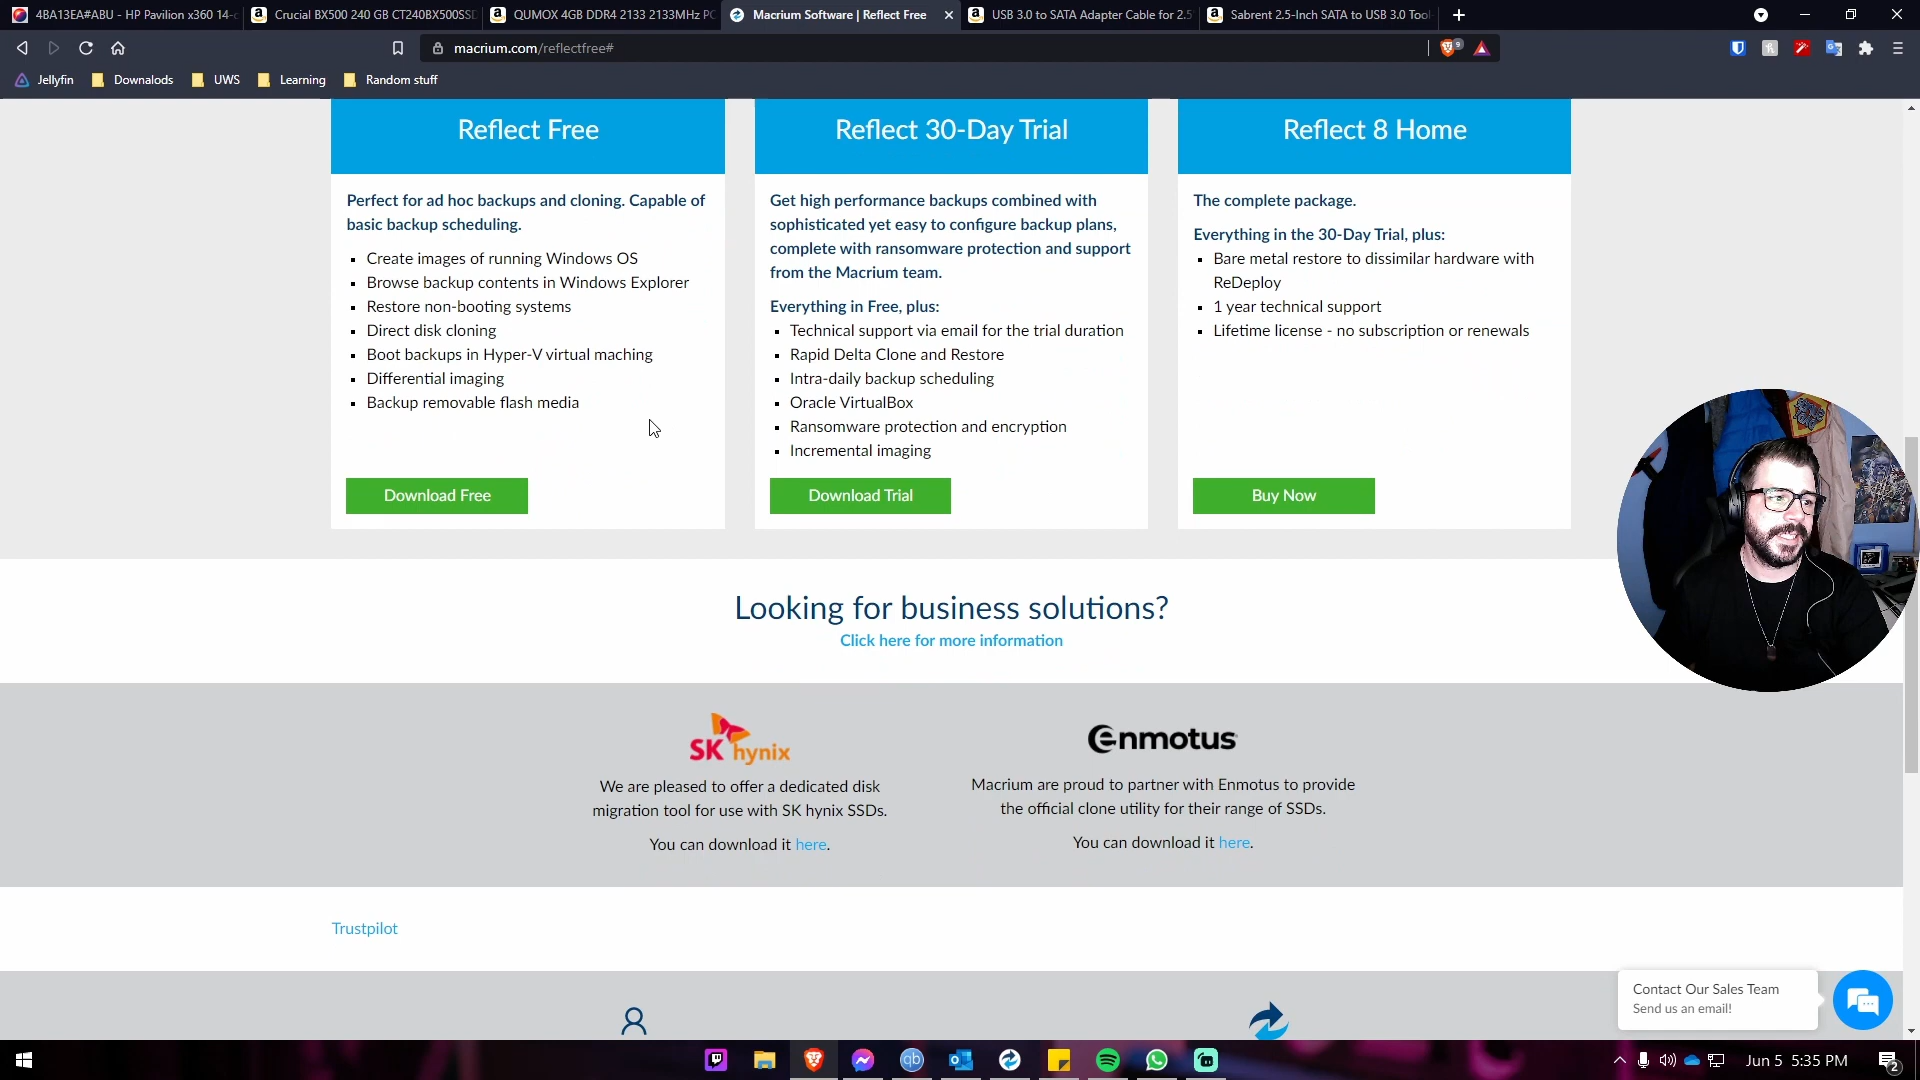 4BA13EA#ABU - HP Pavilion x360 14-c
Crucial BX500 240 GB CT240BX500SSD
QUMOX 4GB DDR4 2133 2133MHz PC
Macrium Software | Reflect Free
USB 3.0 to SATA Adapter Cable for 2.5"
Sabrent 2.5-Inch SATA to USB 3.0 Tool-
macrium.com/reflectfree#
9
Jellyfin
Downalods
UWS
Learning
Random stuff
Reflect Free
Perfect for ad hoc backups and cloning. Capable of
basic backup scheduling.
Create images of running Windows OS
Browse backup contents in Windows Explorer
Restore non-booting systems
Direct disk cloning
Boot backups in Hyper-V virtual maching
Differential imaging
Backup removable flash media
Download Free
Reflect 30-Day Trial
Get high performance backups combined with
sophisticated yet easy to configure backup plans,
complete with ransomware protection and support
from the Macrium team.
Everything in Free, plus:
Technical support via email for the trial duration
Rapid Delta Clone and Restore
Intra-daily backup scheduling
Oracle VirtualBox
Ransomware protection and encryption
Incremental imaging
Download Trial
Reflect 8 Home
The complete package.
Everything in the 30-Day Trial, plus:
Bare metal restore to dissimilar hardware with
ReDeploy
1 year technical support
Lifetime license - no subscription or renewals
Buy Now
Looking for business solutions?
Click here for more information
SK hynix
We are pleased to offer a dedicated disk
migration tool for use with SK hynix SSDs.
You can download it here.
enmotus
Macrium are proud to partner with Enmotus to provide
the official clone utility for their range of SSDs.
You can download it here.
Trustpilot
Contact Our Sales Team
Send us an email!
qb
Jun 5 5:35 PM
2